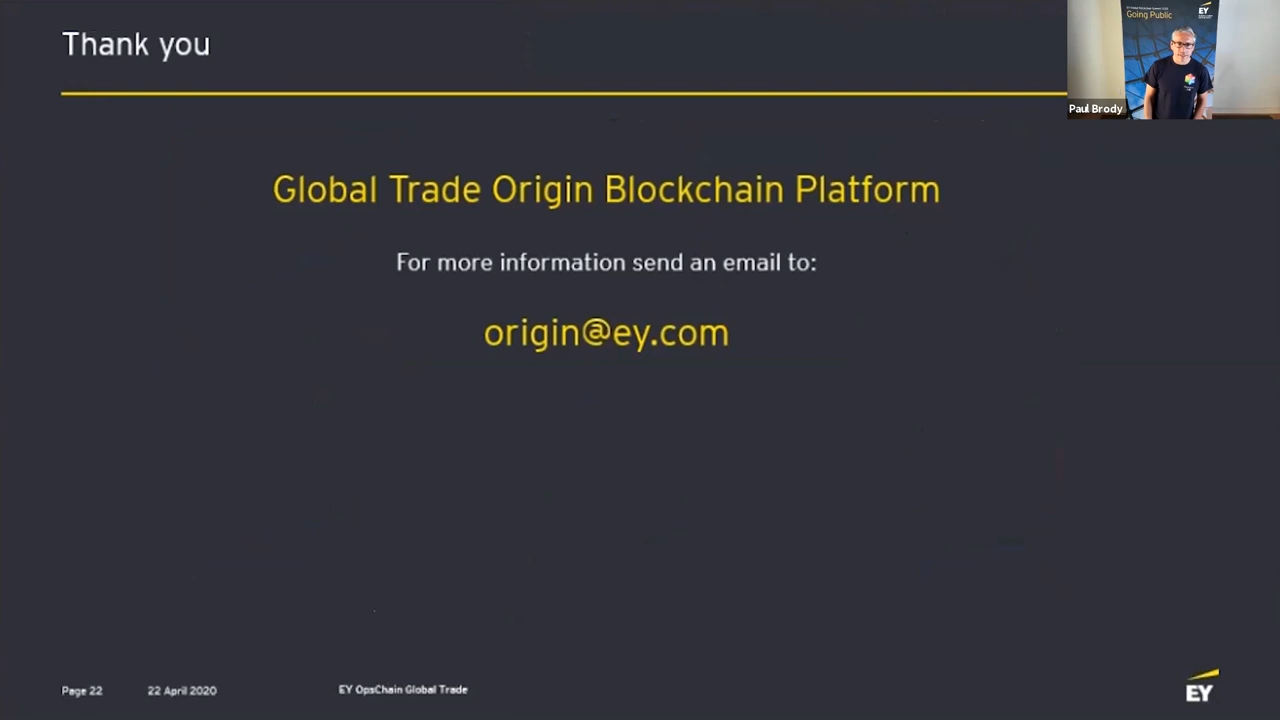 Thank you
Global Trade Origin Blockchain Platform
For more information send an email to:
origin@ey.com
Page 22
22 April 2020
EY OpsChain Global Trade
EY
Going Public
EY
Paul Brody